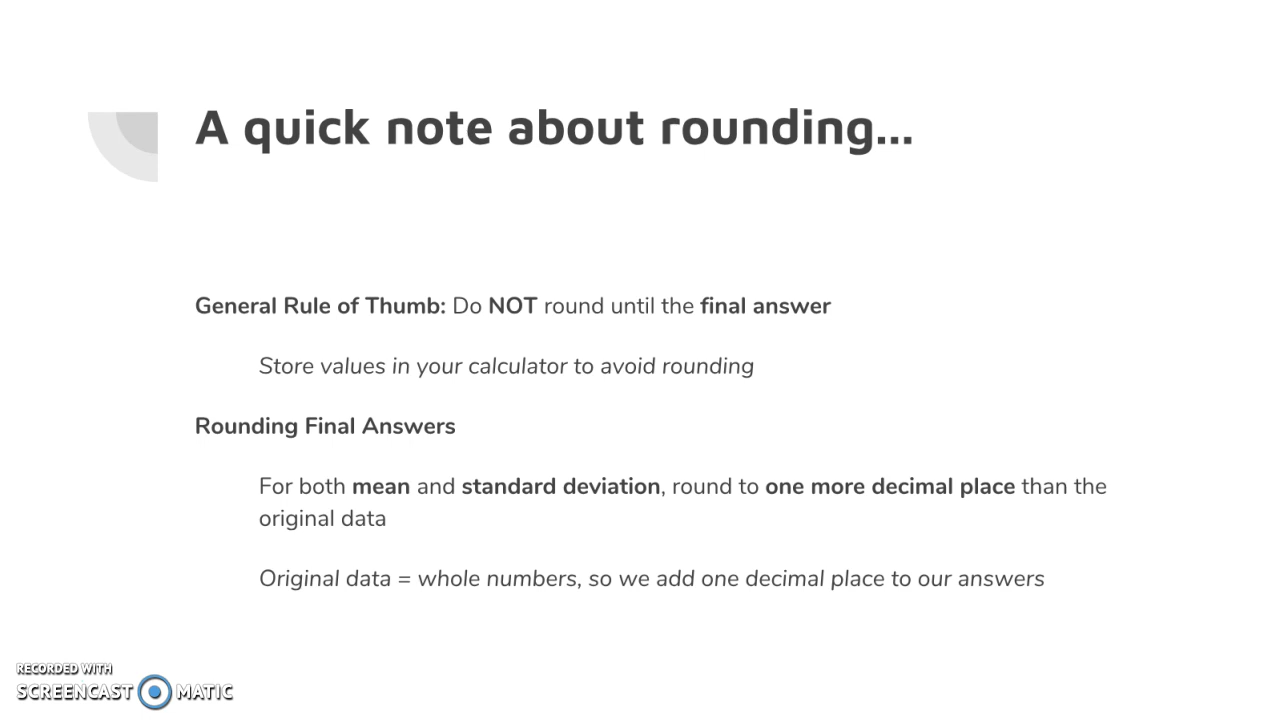 A quick note about rounding...
General Rule of Thumb: Do NOT round until the final answer
Store values in your calculator to avoid rounding
Rounding Final Answers
For both mean and standard deviation, round to one more decimal place than the
original data
Original data = whole numbers, so we add one decimal place to our answers
RECORDED WITH
SCREENCAST MATIC